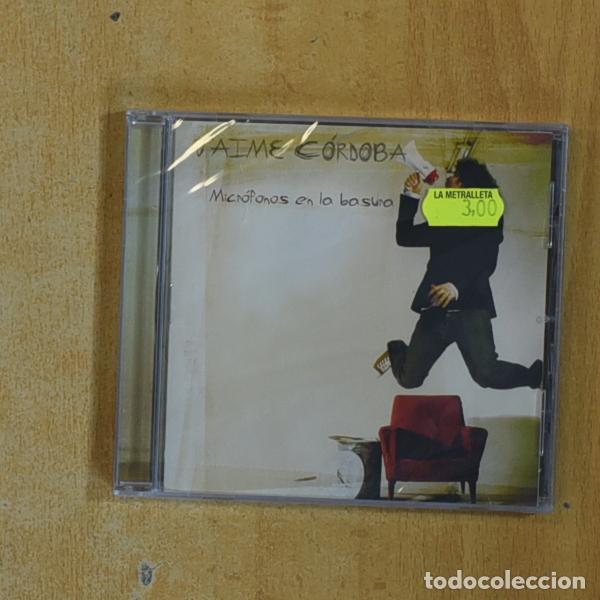 JAIME CÓRDOBA
Micrófonos en la basura
LA METRALLETA
3,00
todocoleccion